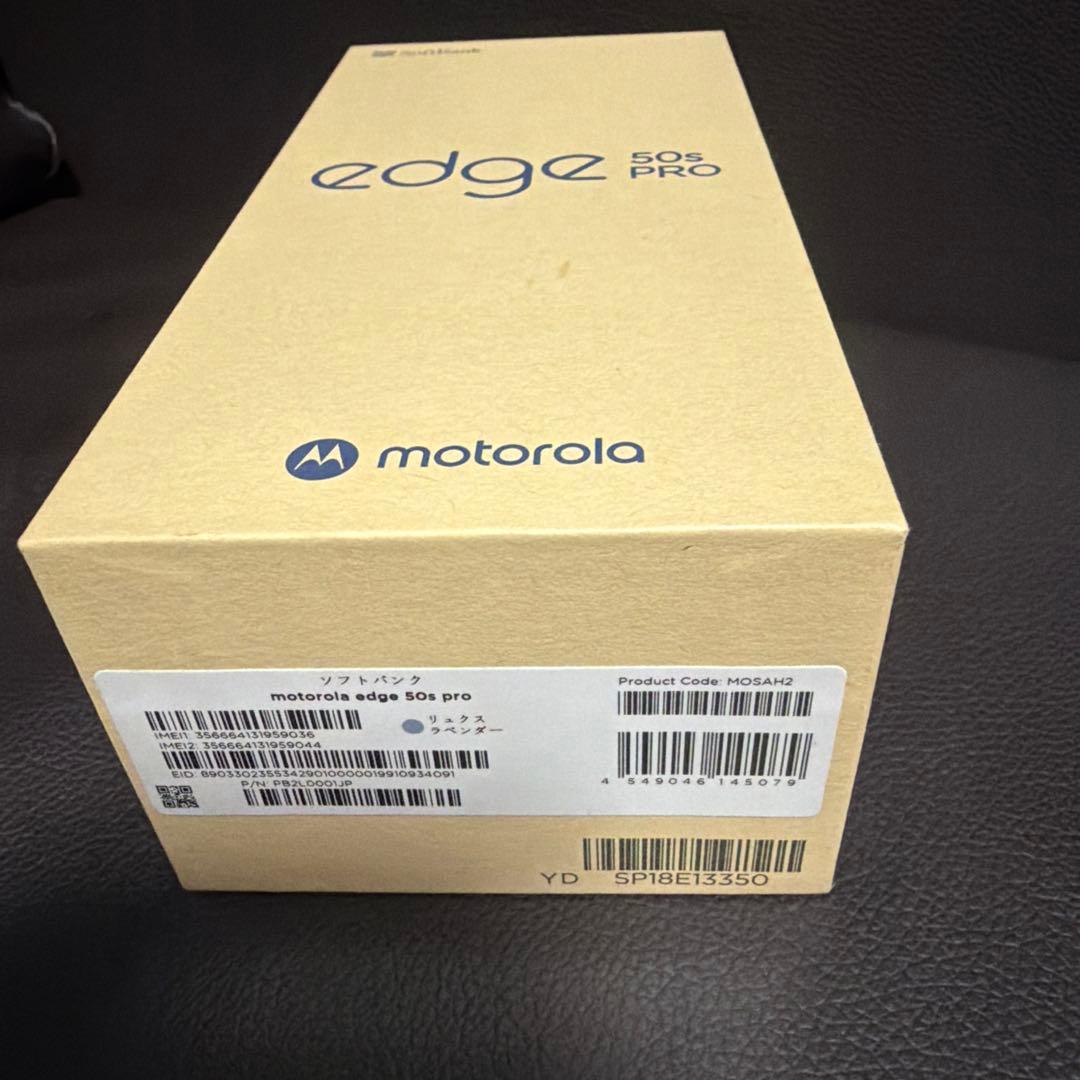 SoftBank
edge 50s PRO
motorola
ソフトバンク
motorola edge 50s pro
リュクス
ラベンダー
IMEI1: 356664131959036
IMEI2: 356664131959044
EID: 89033023553429010000019910934091
P/N: PB2L0001JP
Product Code: MOSAH2
4 549046 145079
YD SP18E13350